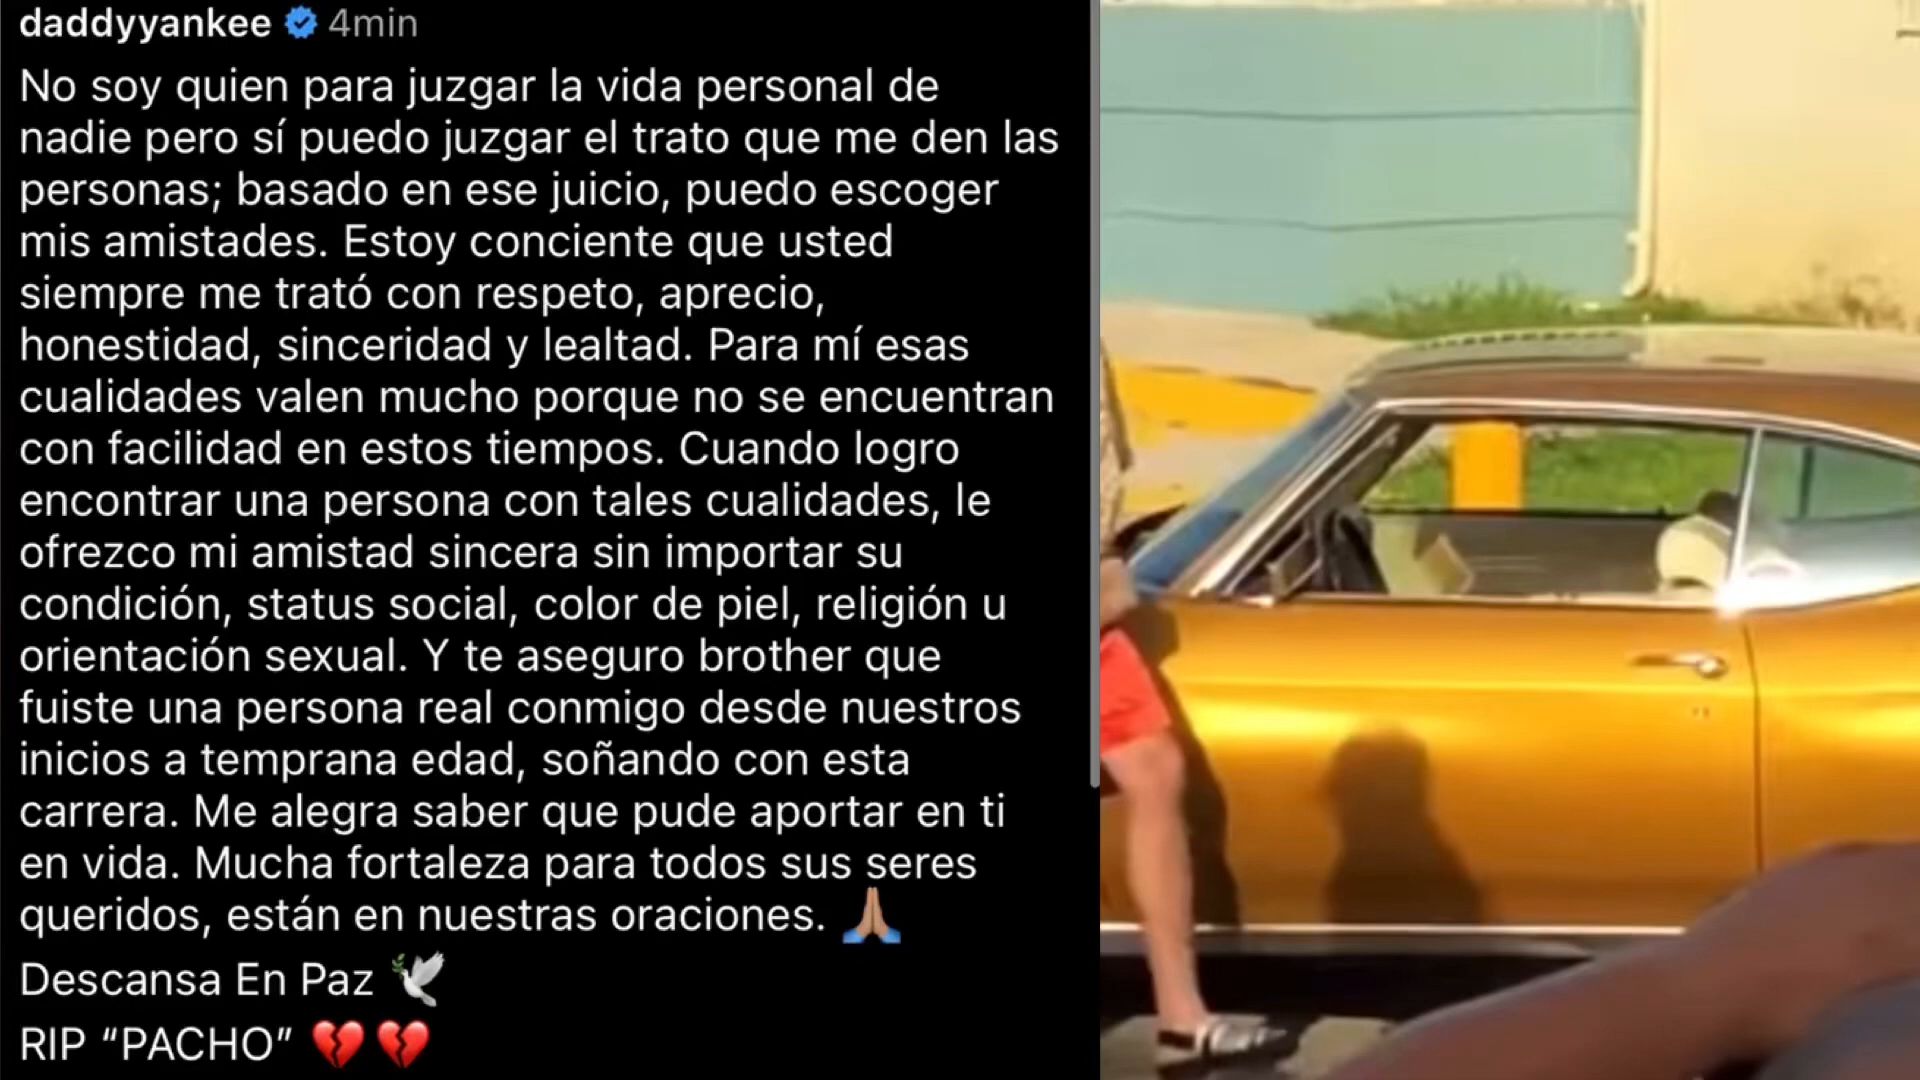 daddyyankee 4min
No soy quien para juzgar la vida personal de
nadie pero sí puedo juzgar el trato que me den las
personas; basado en ese juicio, puedo escoger
mis amistades. Estoy conciente que usted
siempre me trató con respeto, aprecio,
honestidad, sinceridad y lealtad. Para mí esas
cualidades valen mucho porque no se encuentran
con facilidad en estos tiempos. Cuando logro
encontrar una persona con tales cualidades, le
ofrezco mi amistad sincera sin importar su
condición, status social, color de piel, religión u
orientación sexual. Y te aseguro brother que
fuiste una persona real conmigo desde nuestros
inicios a temprana edad, soñando con esta
carrera. Me alegra saber que pude aportar en ti
en vida. Mucha fortaleza para todos sus seres
queridos, están en nuestras oraciones. 🙏🏽
Descansa En Paz 🕊️
RIP “PACHO” 💔 💔